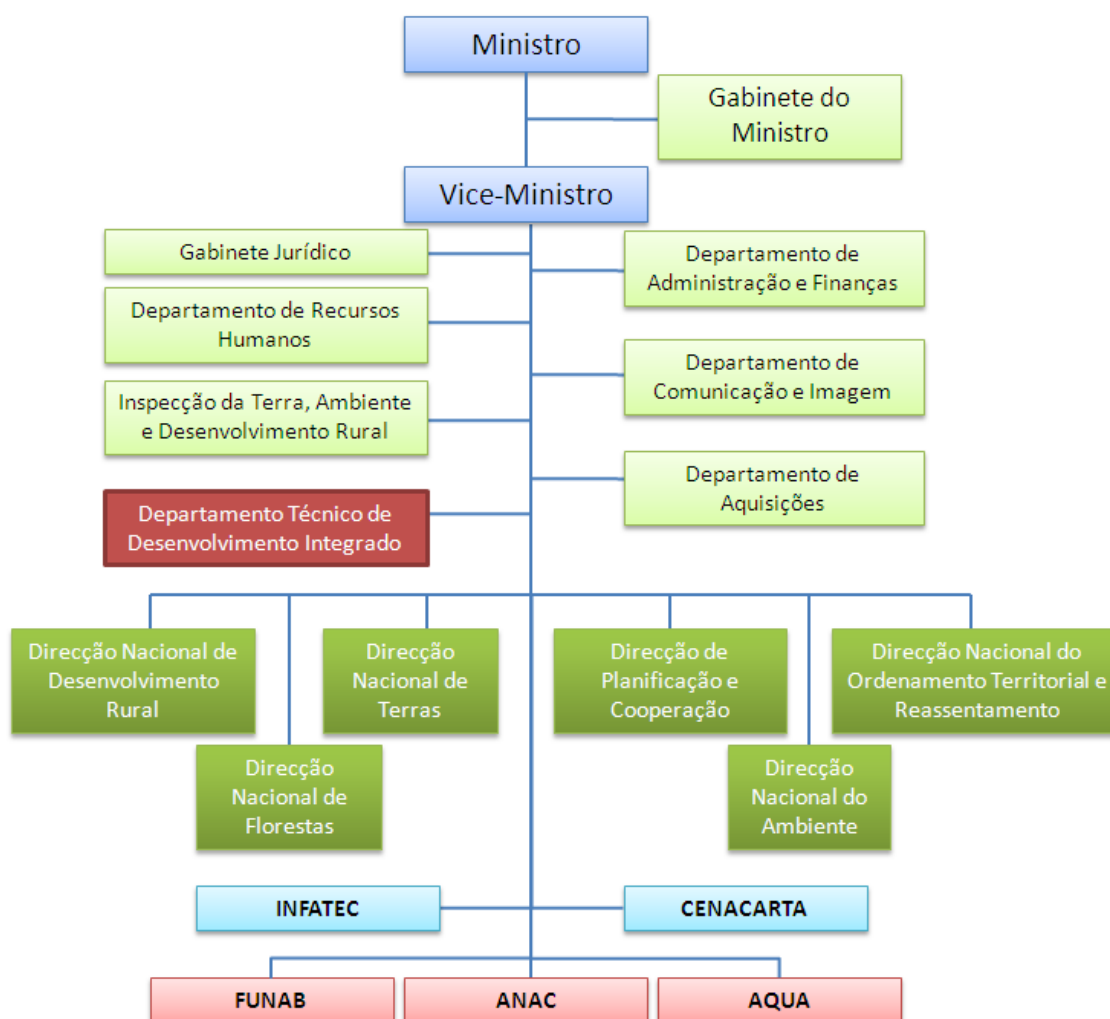 Ministro
Gabinete do
Ministro
Vice-Ministro
Gabinete Jurídico
Departamento de
Administração e Finanças
Departamento de Recursos
Humanos
Departamento de
Comunicação e Imagem
Inspecção da Terra, Ambiente
e Desenvolvimento Rural
Departamento de
Aquisições
Departamento Técnico de
Desenvolvimento Integrado
Direcção Nacional de
Desenvolvimento
Rural
Direcção
Nacional de
Terras
Direcção de
Planificação e
Cooperação
Direcção Nacional do
Ordenamento Territorial e
Reassentamento
Direcção
Nacional de
Florestas
Direcção
Nacional do
Ambiente
INFATEC
CENACARTA
FUNAB
ANAC
AQUA